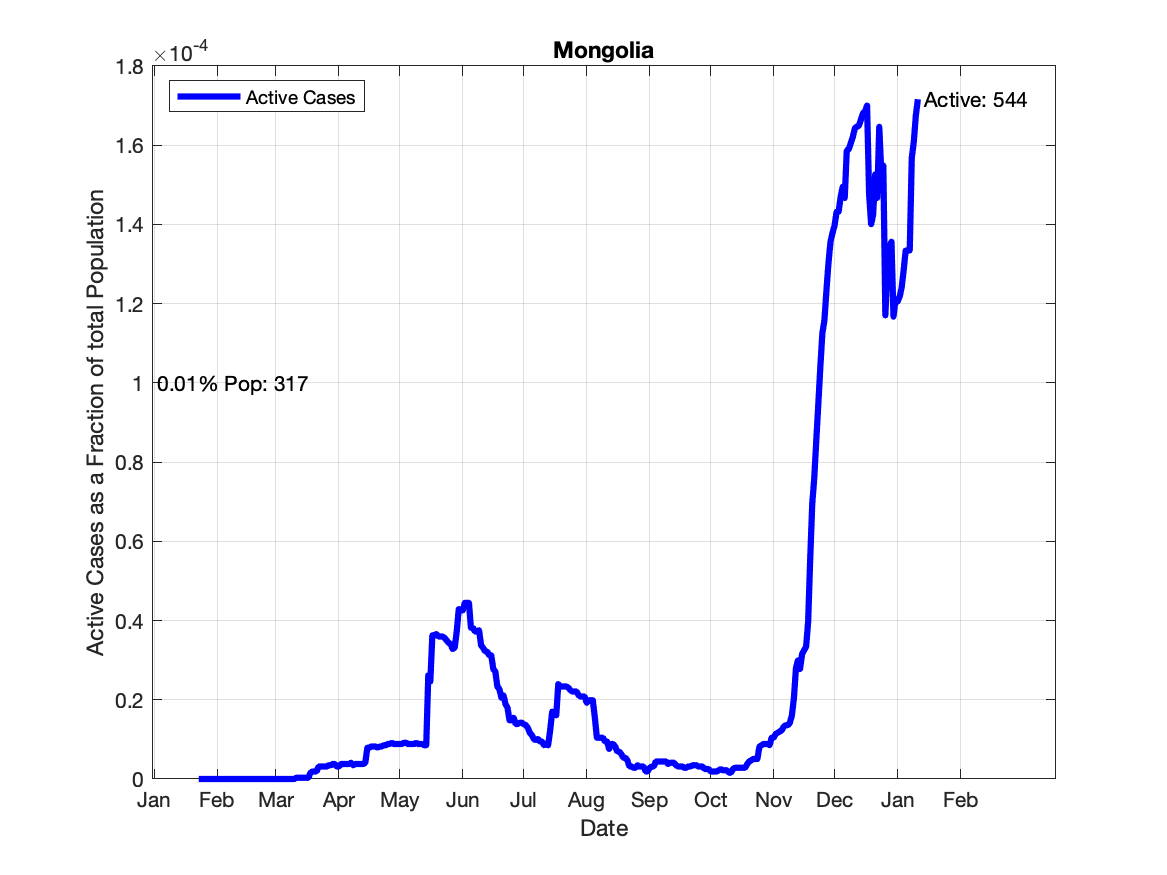 Mongolia
×10-4
1.8
1.6
1.4
1.2
1
0.8
0.6
0.4
0.2
0
Active Cases as a Fraction of total Population
Active Cases
Active: 544
0.01% Pop: 317
Jan Feb Mar Apr May Jun Jul Aug Sep Oct Nov Dec Jan Feb
Date